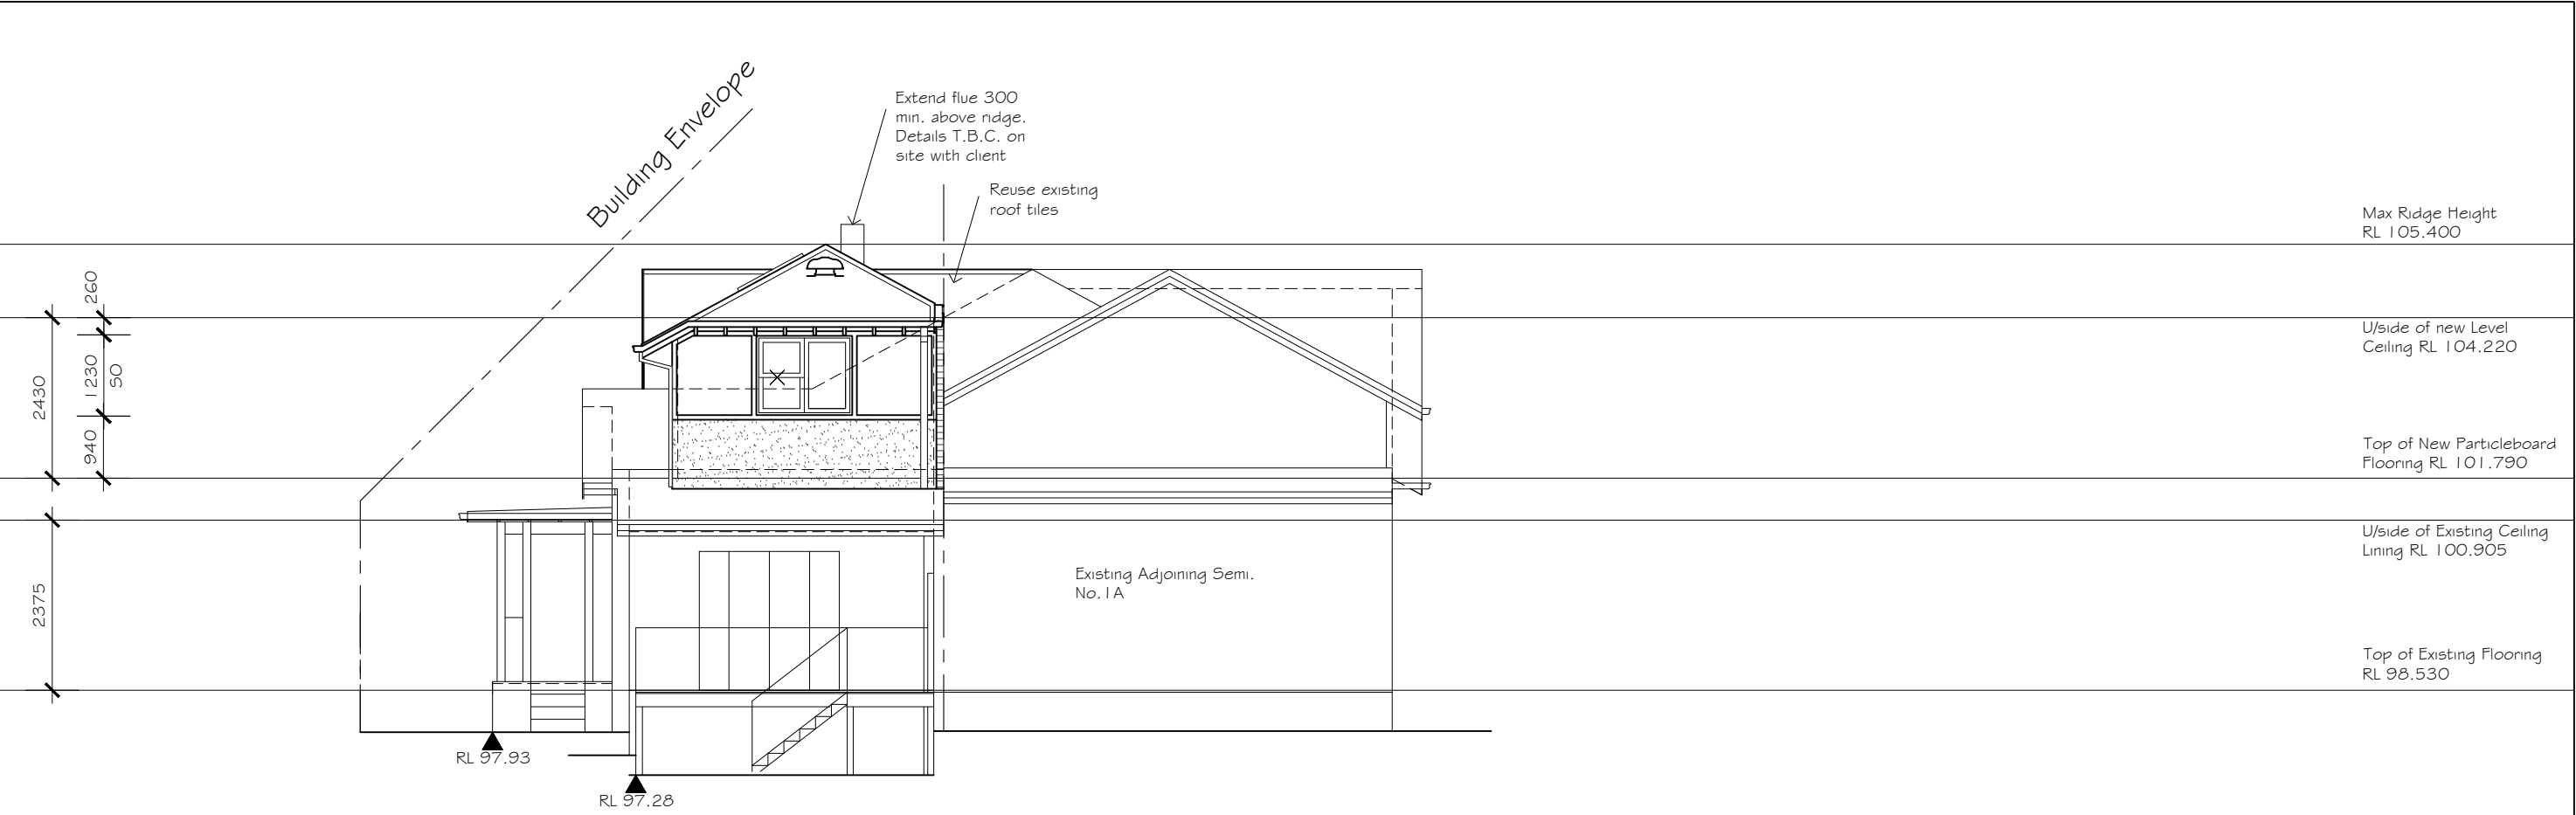 Building Envelope
Extend flue 300
min. above ridge.
Details T.B.C. on
site with client
Reuse existing
roof tiles
Max Ridge Height
RL 105.400
U/side of new Level
Ceiling RL 104.220
Top of New Particleboard
Flooring RL 101.790
U/side of Existing Ceiling
Lining RL 100.905
Top of Existing Flooring
RL 98.530
2430
2375
260
1230
50
940
Existing Adjoining Semi.
No.1A
RL 97.93
RL 97.28